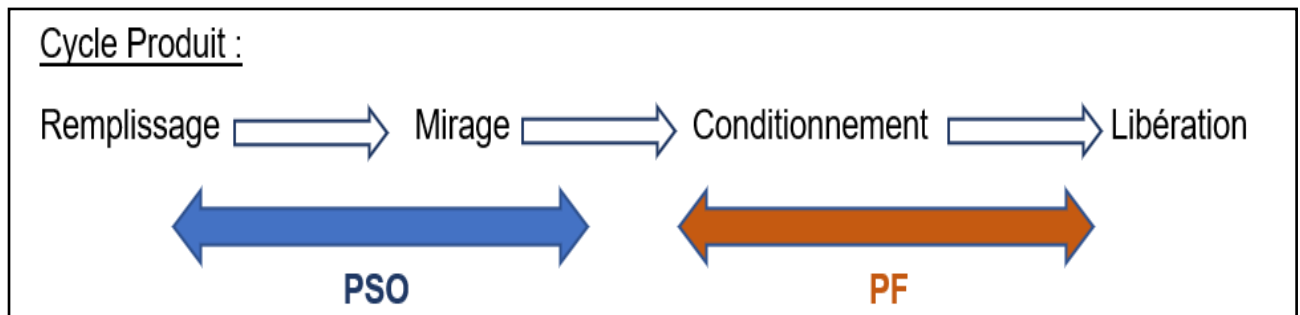 Cycle Produit :
Remplissage Mirage Conditionnement Libération
PSO PF